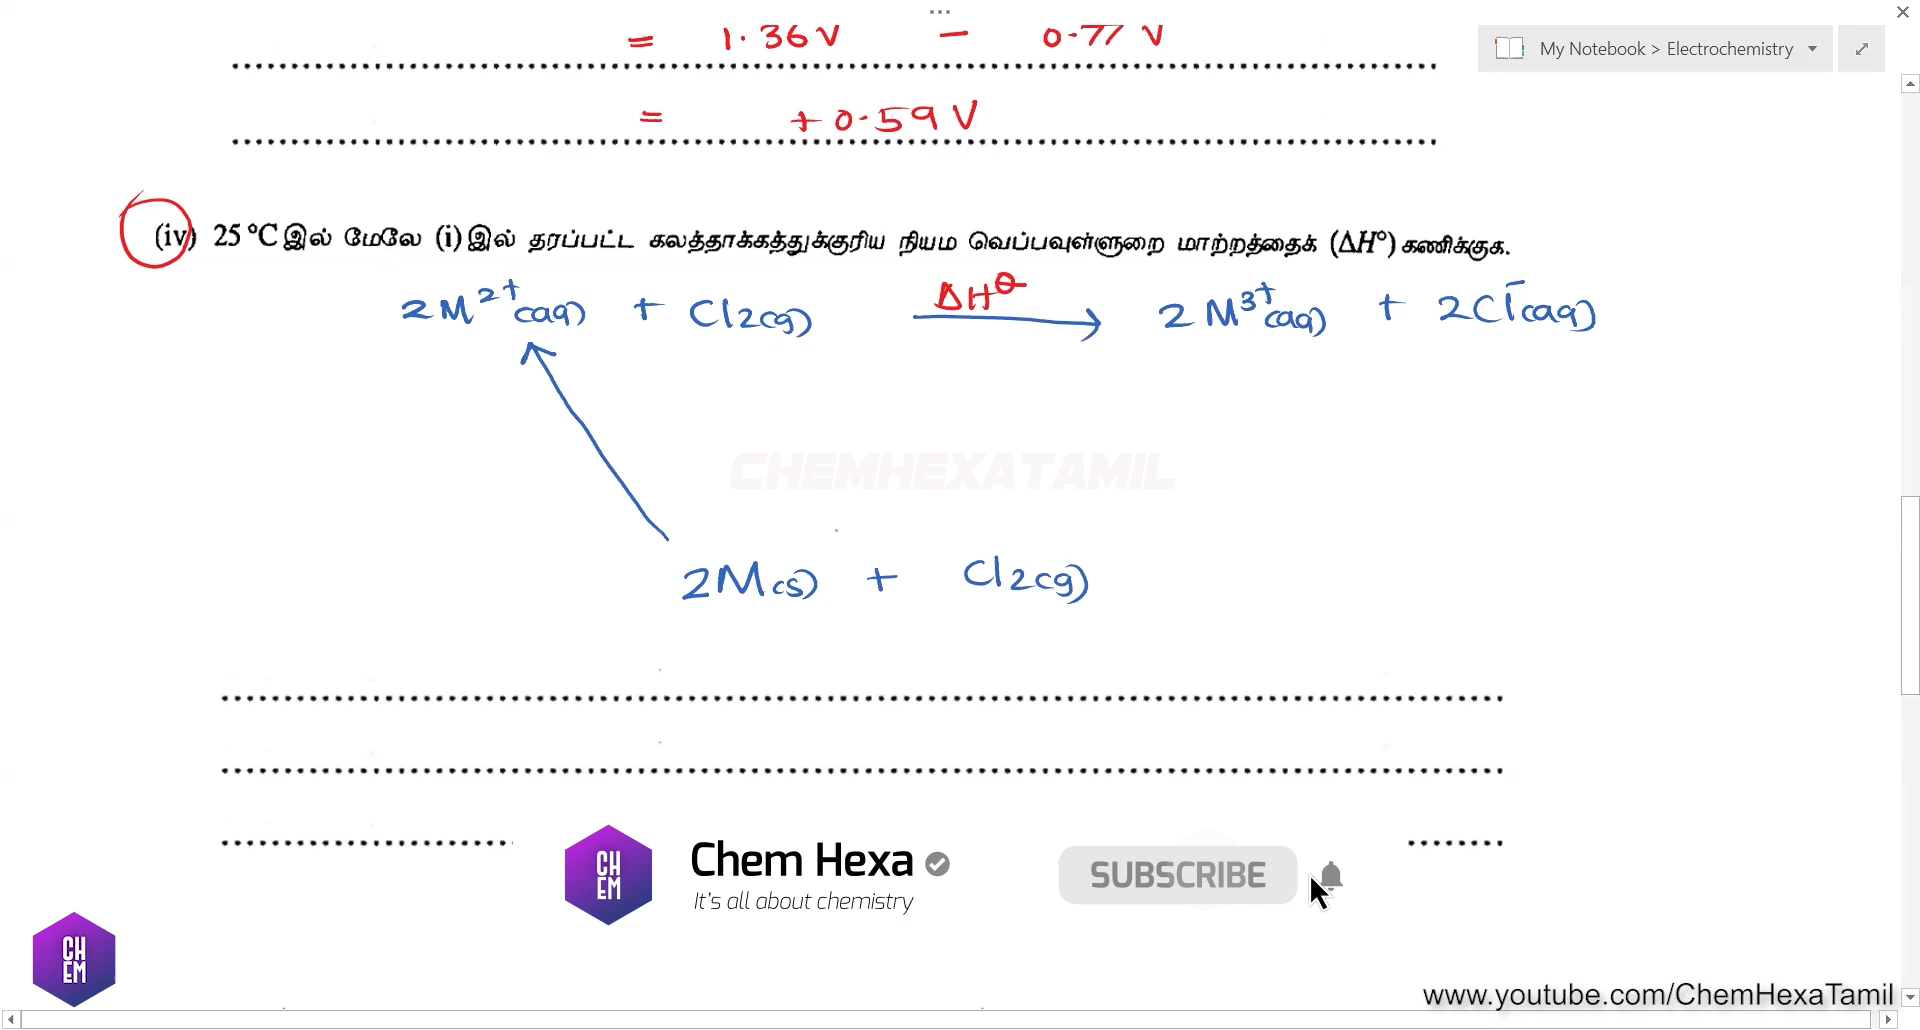 = 1.36 V - 0.77 V
My Notebook > Electrochemistry
= + 0.59 V
(iv) 25 °C இல் மேலே (i) இல் தரப்பட்ட கலத்தாக்கத்துக்குரிய நியம வெப்பவுள்ளுறை மாற்றத்தைக் (ΔH°) கணிக்குக.
2M²⁺(aq) + Cl₂(g) ΔH^θ → 2M³⁺(aq) + 2Cl⁻(aq)
CHEMHEXATAMIL
2M(s) + Cl₂(g)
CH EM
Chem Hexa
It's all about chemistry
SUBSCRIBE
CH EM
www.youtube.com/ChemHexaTamil